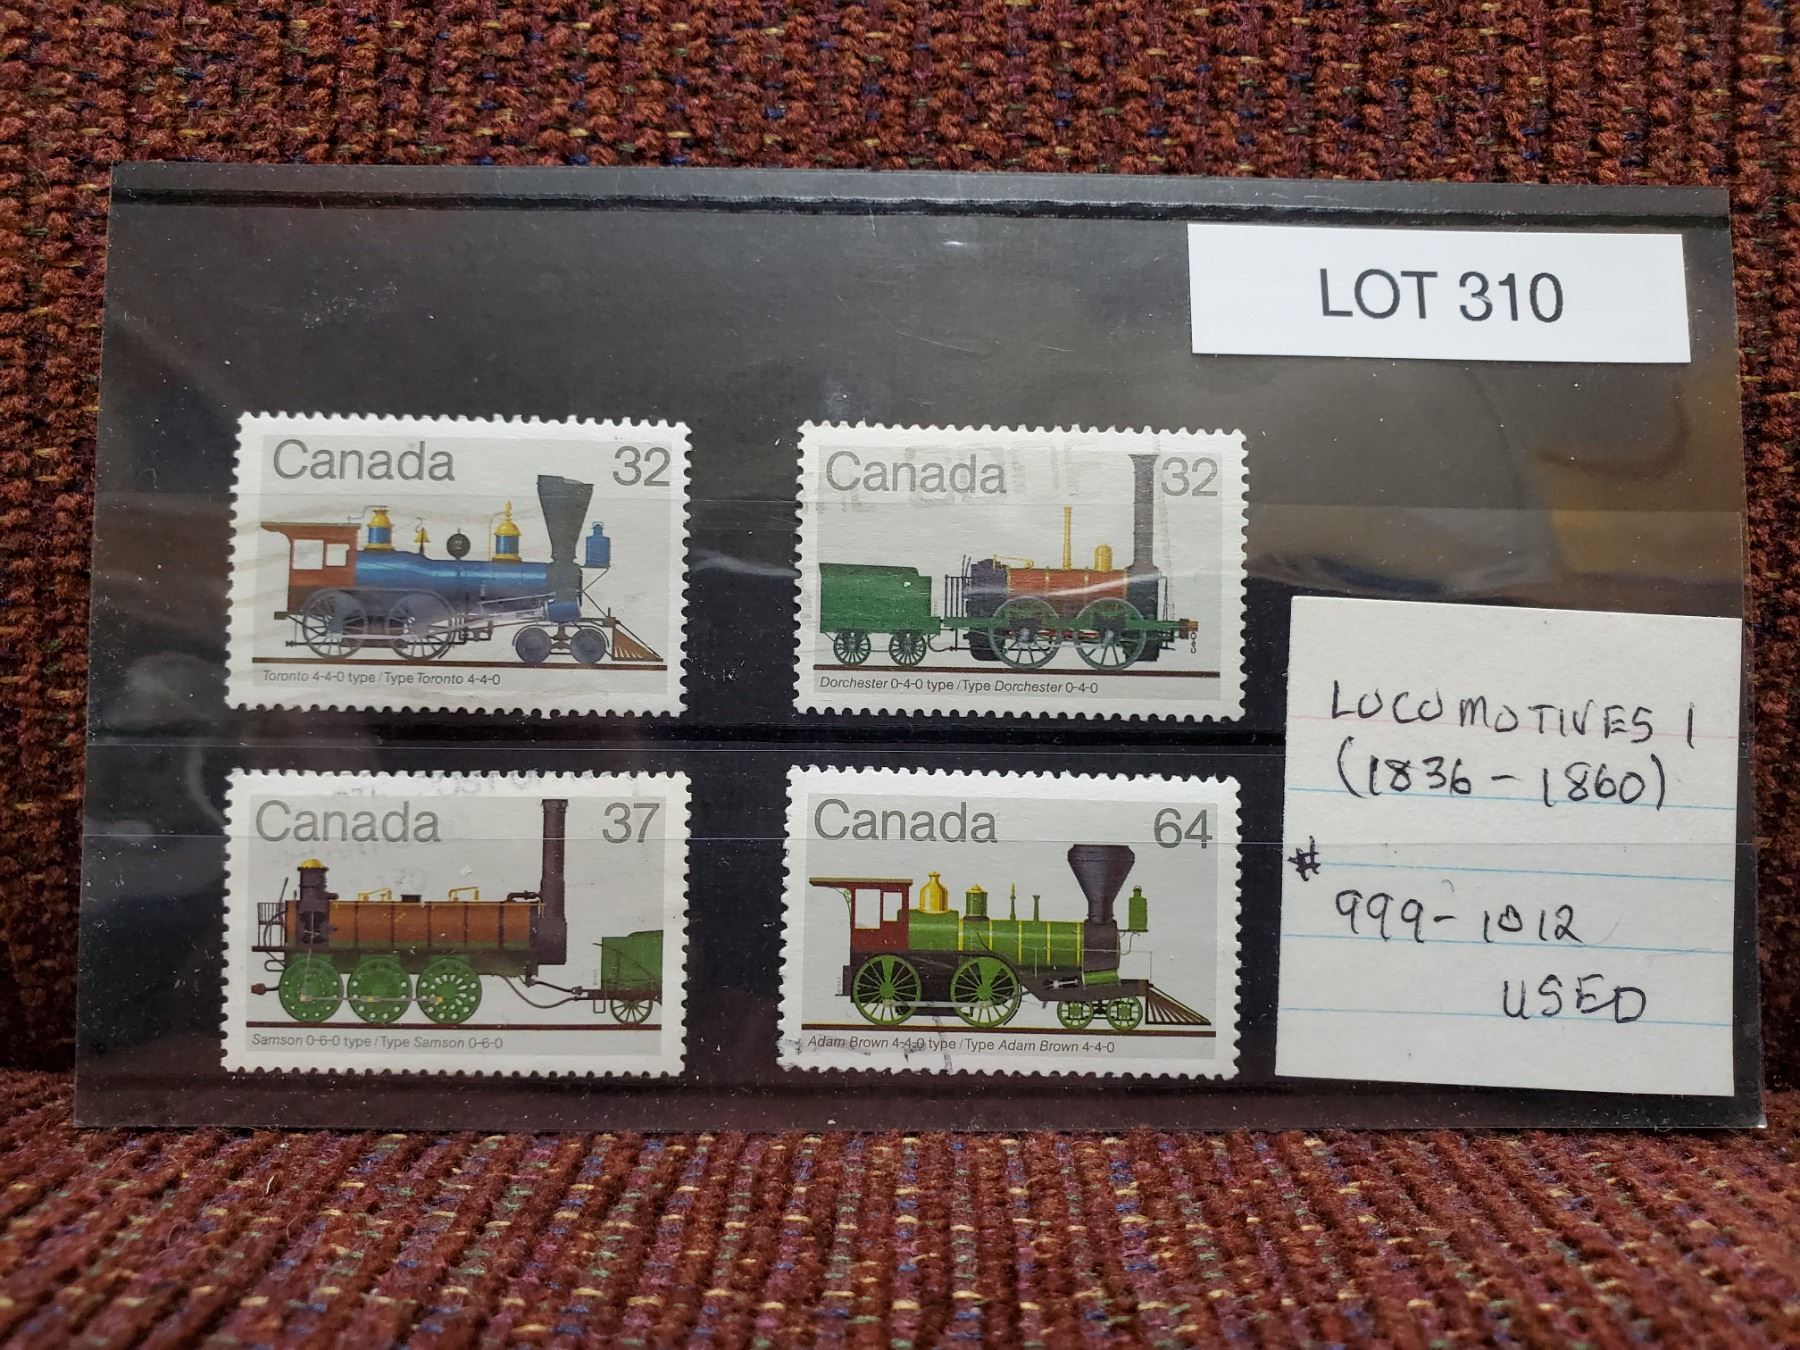 LOT 310
Canada 32
Toronto 4-4-0 type / Type Toronto 4-4-0
Canada 32
Dorchester 0-4-0 type / Type Dorchester 0-4-0
Canada 37
Samson 0-6-0 type / Type Samson 0-6-0
Canada 64
Adam Brown 4-4-0 type / Type Adam Brown 4-4-0
LOCOMOTIVES 1
(1836 - 1860)
#
999 - 1012
USED